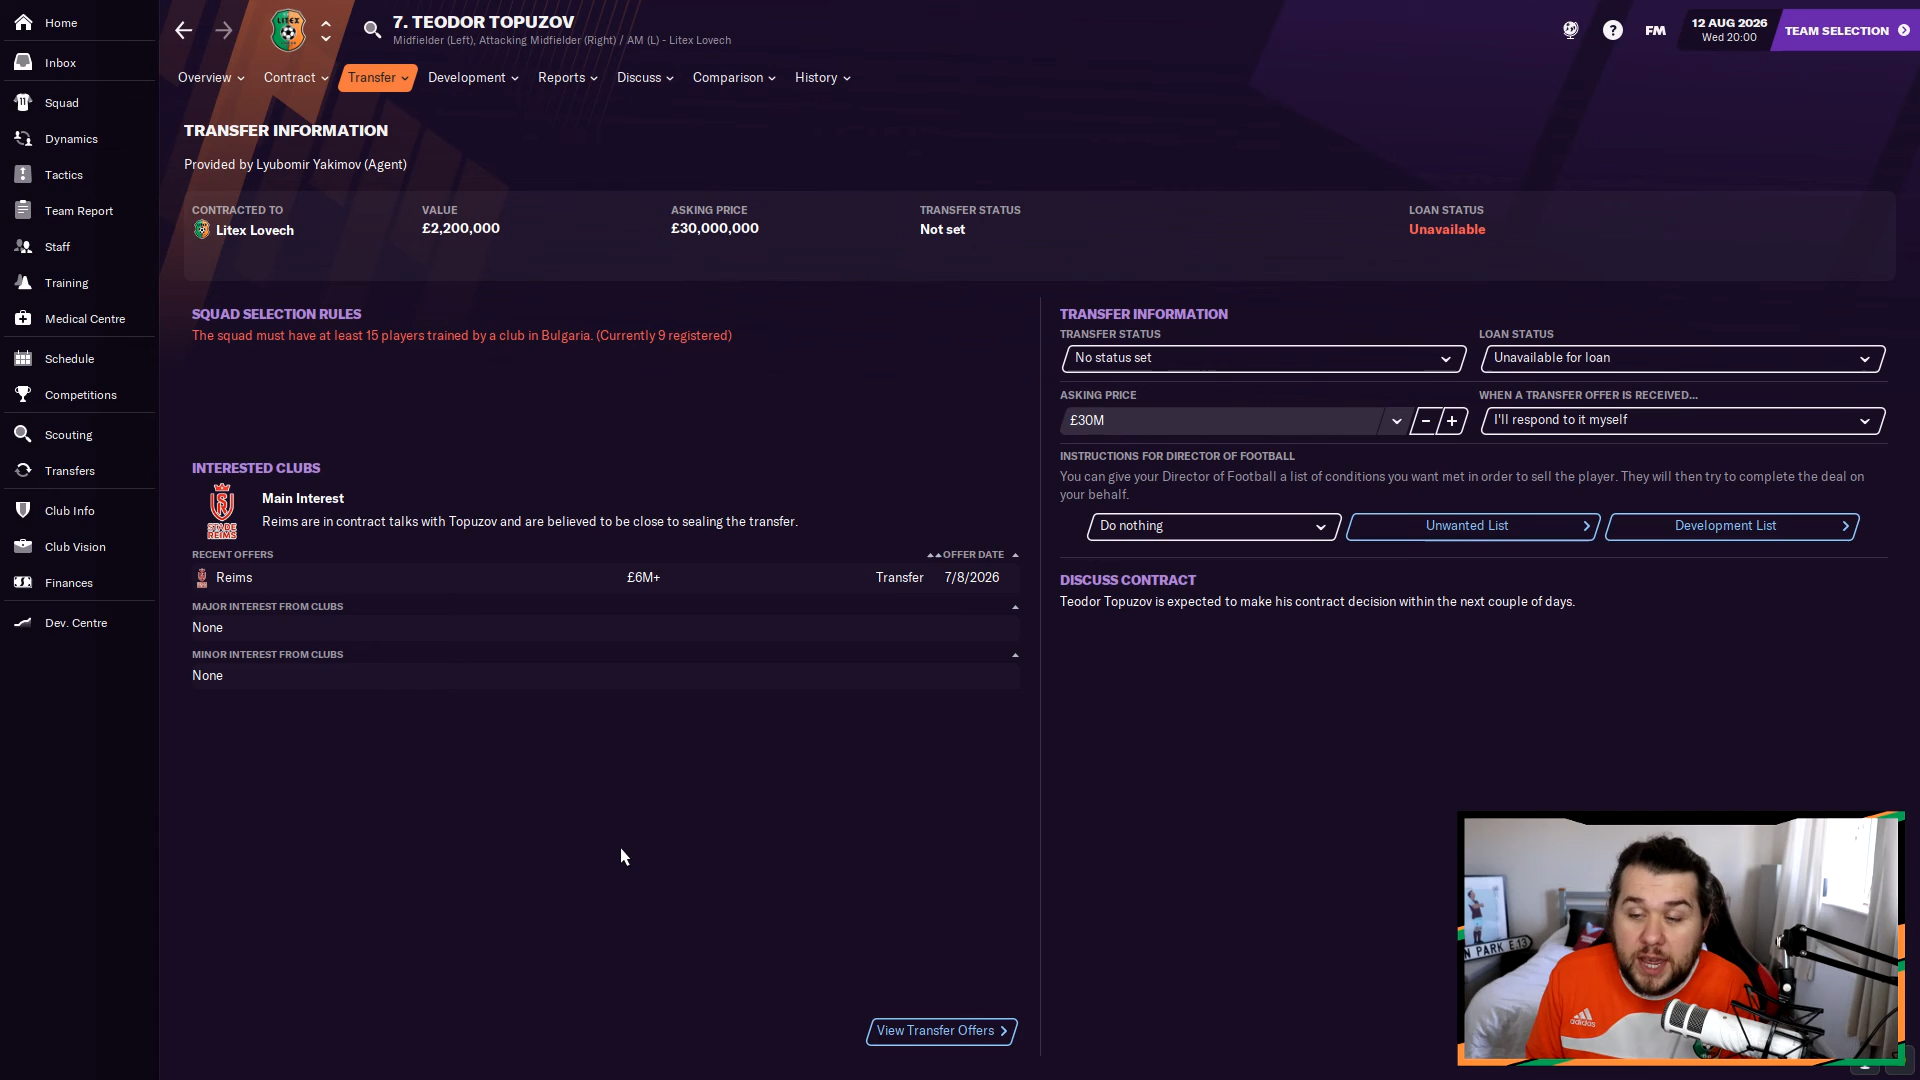 Home
Inbox
Squad
Dynamics
Tactics
Team Report
Staff
Training
Medical Centre
Schedule
Competitions
Scouting
Transfers
Club Info
Club Vision
Finances
Dev. Centre
LITEX
7. TEODOR TOPUZOV
Midfielder (Left), Attacking Midfielder (Right) / AM (L) - Litex Lovech
FM
12 AUG 2026
Wed 20:00
TEAM SELECTION
Overview
Contract
Transfer
Development
Reports
Discuss
Comparison
History
TRANSFER INFORMATION
Provided by Lyubomir Yakimov (Agent)
CONTRACTED TO
Litex Lovech
VALUE
£2,200,000
ASKING PRICE
£30,000,000
TRANSFER STATUS
Not set
LOAN STATUS
Unavailable
SQUAD SELECTION RULES
The squad must have at least 15 players trained by a club in Bulgaria. (Currently 9 registered)
INTERESTED CLUBS
STADE REIMS
Main Interest
Reims are in contract talks with Topuzov and are believed to be close to sealing the transfer.
RECENT OFFERS
OFFER DATE
Reims £6M+ Transfer 7/8/2026
MAJOR INTEREST FROM CLUBS
None
MINOR INTEREST FROM CLUBS
None
View Transfer Offers
TRANSFER INFORMATION
TRANSFER STATUS
No status set
LOAN STATUS
Unavailable for loan
ASKING PRICE
£30M
WHEN A TRANSFER OFFER IS RECEIVED...
I'll respond to it myself
INSTRUCTIONS FOR DIRECTOR OF FOOTBALL
You can give your Director of Football a list of conditions you want met in order to sell the player. They will then try to complete the deal on
your behalf.
Do nothing
Unwanted List
Development List
DISCUSS CONTRACT
Teodor Topuzov is expected to make his contract decision within the next couple of days.
N PARK E.13
adidas